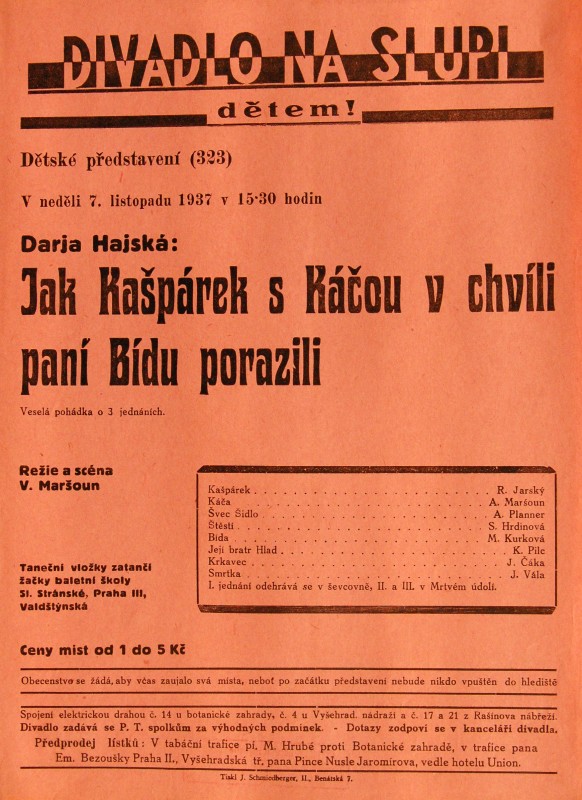 DIVADLO NA SLUPI
dětem!
Dětské představení (323)
V neděli 7. listopadu 1937 v 15·30 hodin
Darja Hajská:
Jak Kašpárek s Káčou v chvíli
paní Bídu porazili
Veselá pohádka o 3 jednáních.
Režie a scéna
V. Maršoun
Taneční vložky zatančí
žačky baletní školy
Sl. Stránské, Praha III,
Valdštýnská
Kašpárek . . . . . . . . . . . . . . . . . . . . R. Jarský
Káča . . . . . . . . . . . . . . . . . . . . A. Maršoun
Švec Šidlo . . . . . . . . . . . . . . . . . . . . A. Planner
Štěstí . . . . . . . . . . . . . . . . . . . . S. Hrdinová
Bída . . . . . . . . . . . . . . . . . . . . M. Kurková
Její bratr Hlad . . . . . . . . . . . . . . . . . . . . K. Pilc
Krkavec . . . . . . . . . . . . . . . . . . . . J. Čáka
Smrtka . . . . . . . . . . . . . . . . . . . . J. Vála
I. jednání odehrává se v ševcovně, II. a III. v Mrtvém údolí.
Ceny míst od 1 do 5 Kč
Obecenstvo se žádá, aby včas zaujalo svá místa, neboť po začátku představení nebude nikdo vpuštěn do hlediště
Spojení elektrickou drahou č. 14 u botanické zahrady, č. 4 u Vyšehrad. nádraží a č. 17 a 21 z Rašínova nábřeží.
Divadlo zadává se P. T. spolkům za výhodných podmínek. - Dotazy zodpoví se v kanceláři divadla.
Předprodej lístků: V tabáční trafice pí, M. Hrubé proti Botanické zahradě, v trafice pana
Em. Bezoušky Praha II., Vyšehradská tř., pana Pince Nusle Jaromírova, vedle hotelu Union.
Tiskl J. Schmiedberger, II., Benátská 7.